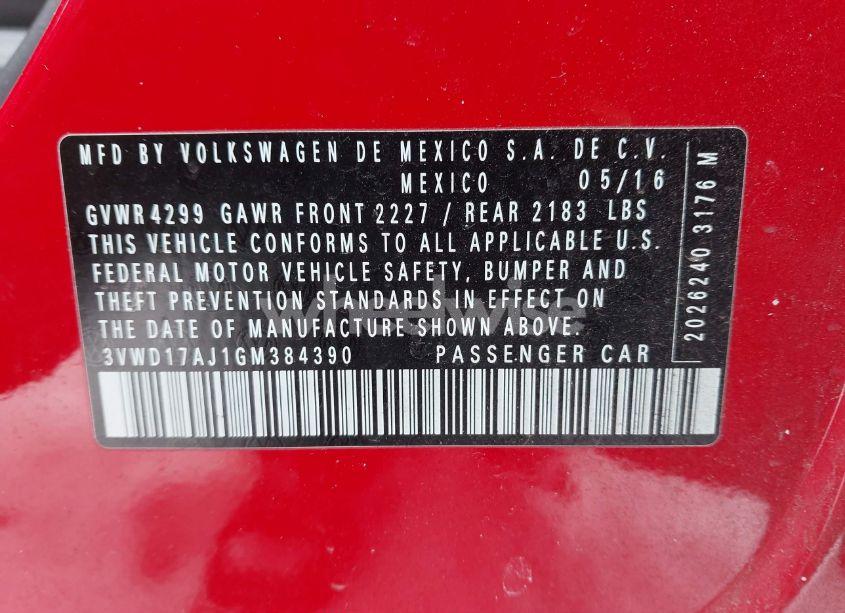 MFD BY VOLKSWAGEN DE MEXICO S.A. DE C.V.
MEXICO 05/16
GVWR 4299 GAWR FRONT 2227 / REAR 2183 LBS
THIS VEHICLE CONFORMS TO ALL APPLICABLE U.S.
FEDERAL MOTOR VEHICLE SAFETY, BUMPER AND
THEFT PREVENTION STANDARDS IN EFFECT ON
THE DATE OF MANUFACTURE SHOWN ABOVE.
3VWD17AJ1GM384390 PASSENGER CAR
2026240 3176 M
wheelwise